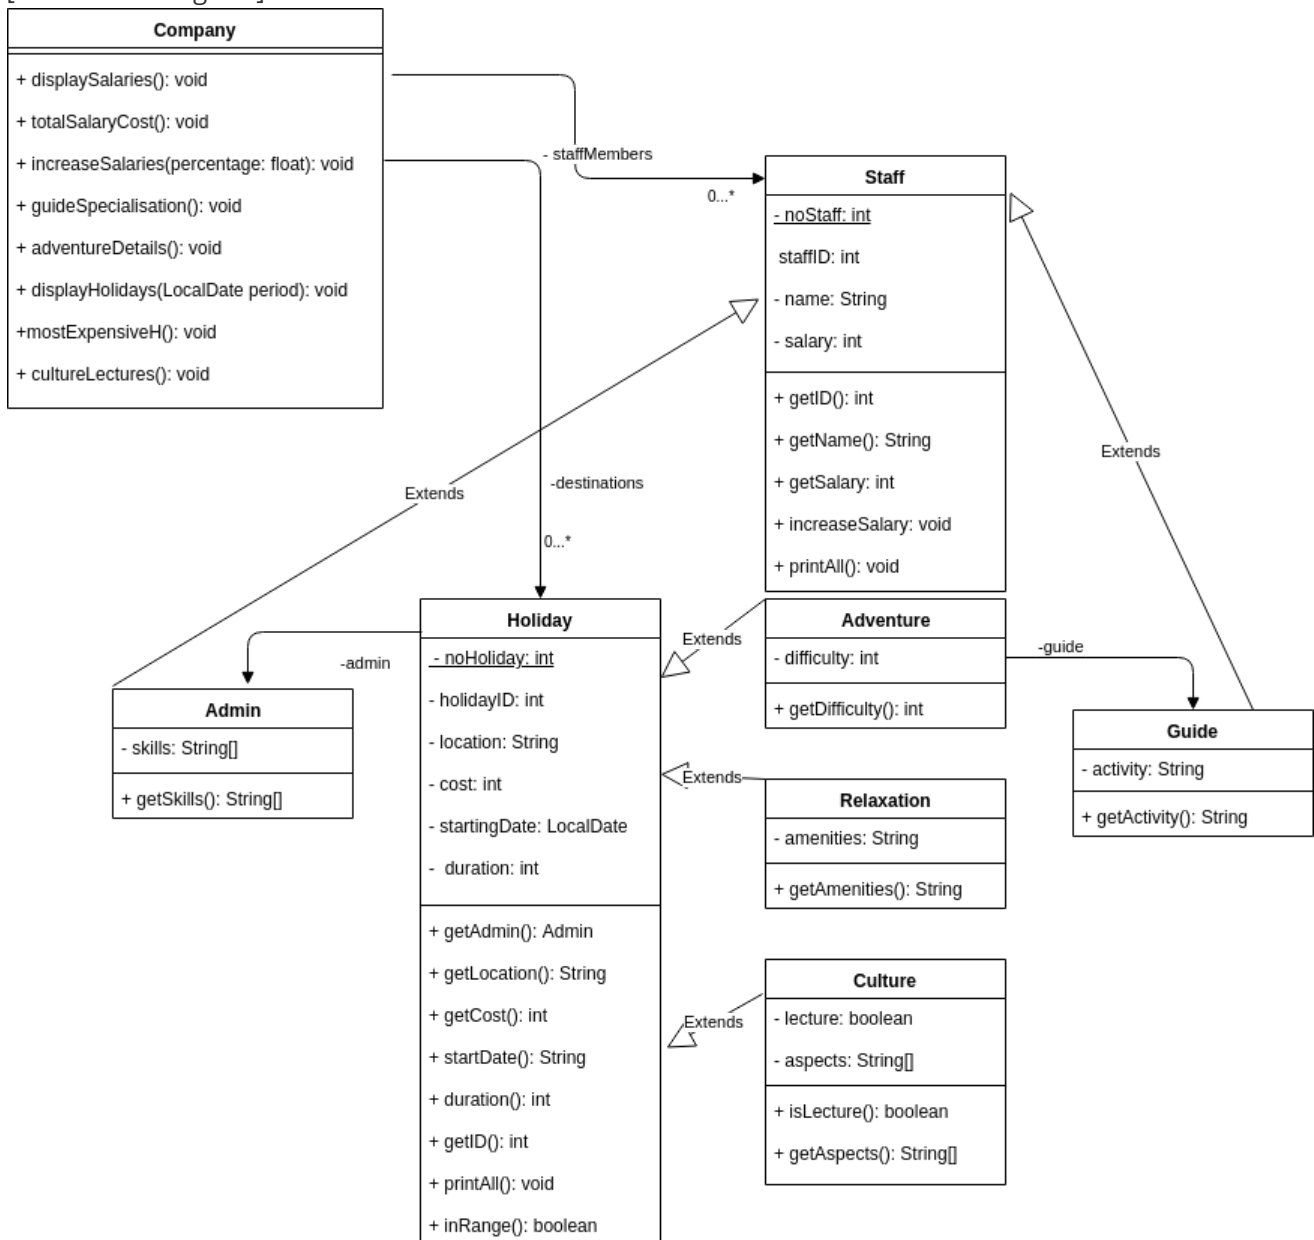 Company
+ displaySalaries(): void
+ totalSalaryCost(): void
+ increaseSalaries(percentage: float): void
+ guideSpecialisation(): void
+ adventureDetails(): void
+ displayHolidays(LocalDate period): void
+mostExpensiveH(): void
+ cultureLectures(): void
- staffMembers
0...*
Staff
- noStaff: int
staffID: int
- name: String
- salary: int
+ getID(): int
+ getName(): String
+ getSalary: int
+ increaseSalary: void
+ printAll(): void
Extends
Extends
-destinations
0...*
-admin
Admin
- skills: String[]
+ getSkills(): String[]
Holiday
- noHoliday: int
- holidayID: int
- location: String
- cost: int
- startingDate: LocalDate
- duration: int
+ getAdmin(): Admin
+ getLocation(): String
+ getCost(): int
+ startDate(): String
+ duration(): int
+ getID(): int
+ printAll(): void
+ inRange(): boolean
Extends
Adventure
- difficulty: int
+ getDifficulty(): int
-guide
Guide
- activity: String
+ getActivity(): String
Extends
Relaxation
- amenities: String
+ getAmenities(): String
Extends
Culture
- lecture: boolean
- aspects: String[]
+ isLecture(): boolean
+ getAspects(): String[]